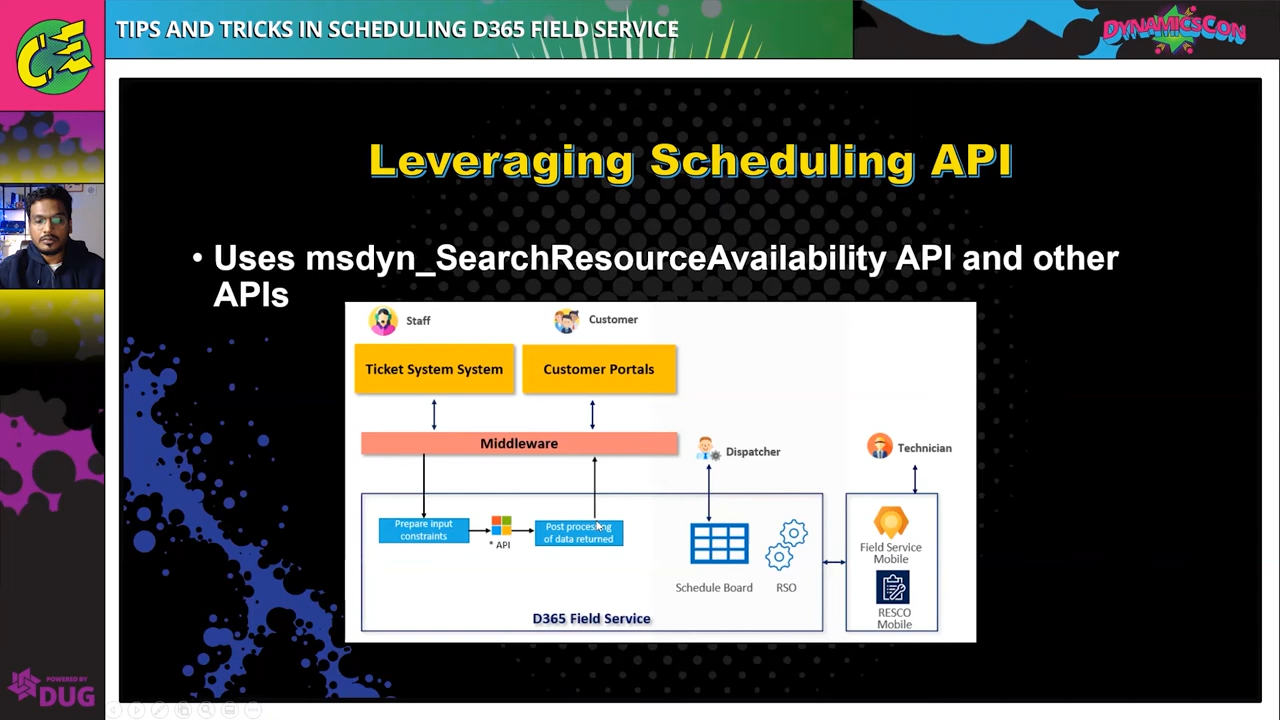 TIPS AND TRICKS IN SCHEDULING D365 FIELD SERVICE
DYNAMICSCON
CE
Leveraging Scheduling API
• Uses msdyn_SearchResourceAvailability API and other
APIs
Staff
Customer
Ticket System System
Customer Portals
Middleware
Dispatcher
Technician
Prepare input
constraints
* API
Post processing
of data returned
Schedule Board
RSO
D365 Field Service
Field Service
Mobile
RESCO
Mobile
POWERED BY
DUG